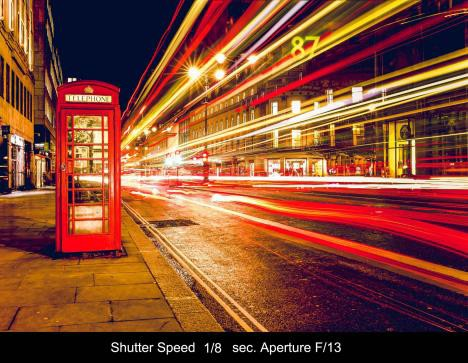 87
TELEPHONE
Shutter Speed 1/8 sec. Aperture F/13